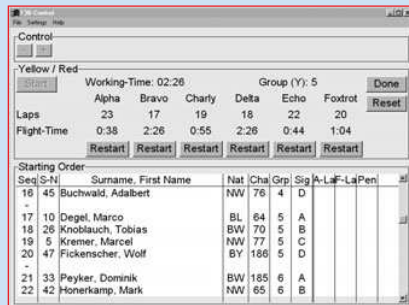 F3B Control
File Settings Help
Control
- +
Yellow / Red
Start Working-Time: 02:26 Group (Y): 5 Done
Alpha Bravo Charly Delta Echo Foxtrot Reset
Laps 23 17 19 18 22 20
Flight-Time 0:38 2:26 0:55 2:26 0:44 1:04
Restart Restart Restart Restart Restart Restart
Starting Order
Seq S-N Surname, First Name Nat Cha Grp Sig A-La F-La Pen
16 45 Buchwald, Adalbert NW 76 4 D
-
17 10 Degel, Marco BL 64 5 A
18 26 Knoblauch, Tobias BW 70 5 B
19 5 Kremer, Marcel NW 77 5 C
20 47 Fickenscher, Wolf BY 186 5 D
-
21 33 Peyker, Dominik BW 185 6 A
22 42 Honerkamp, Mark NW 65 6 B